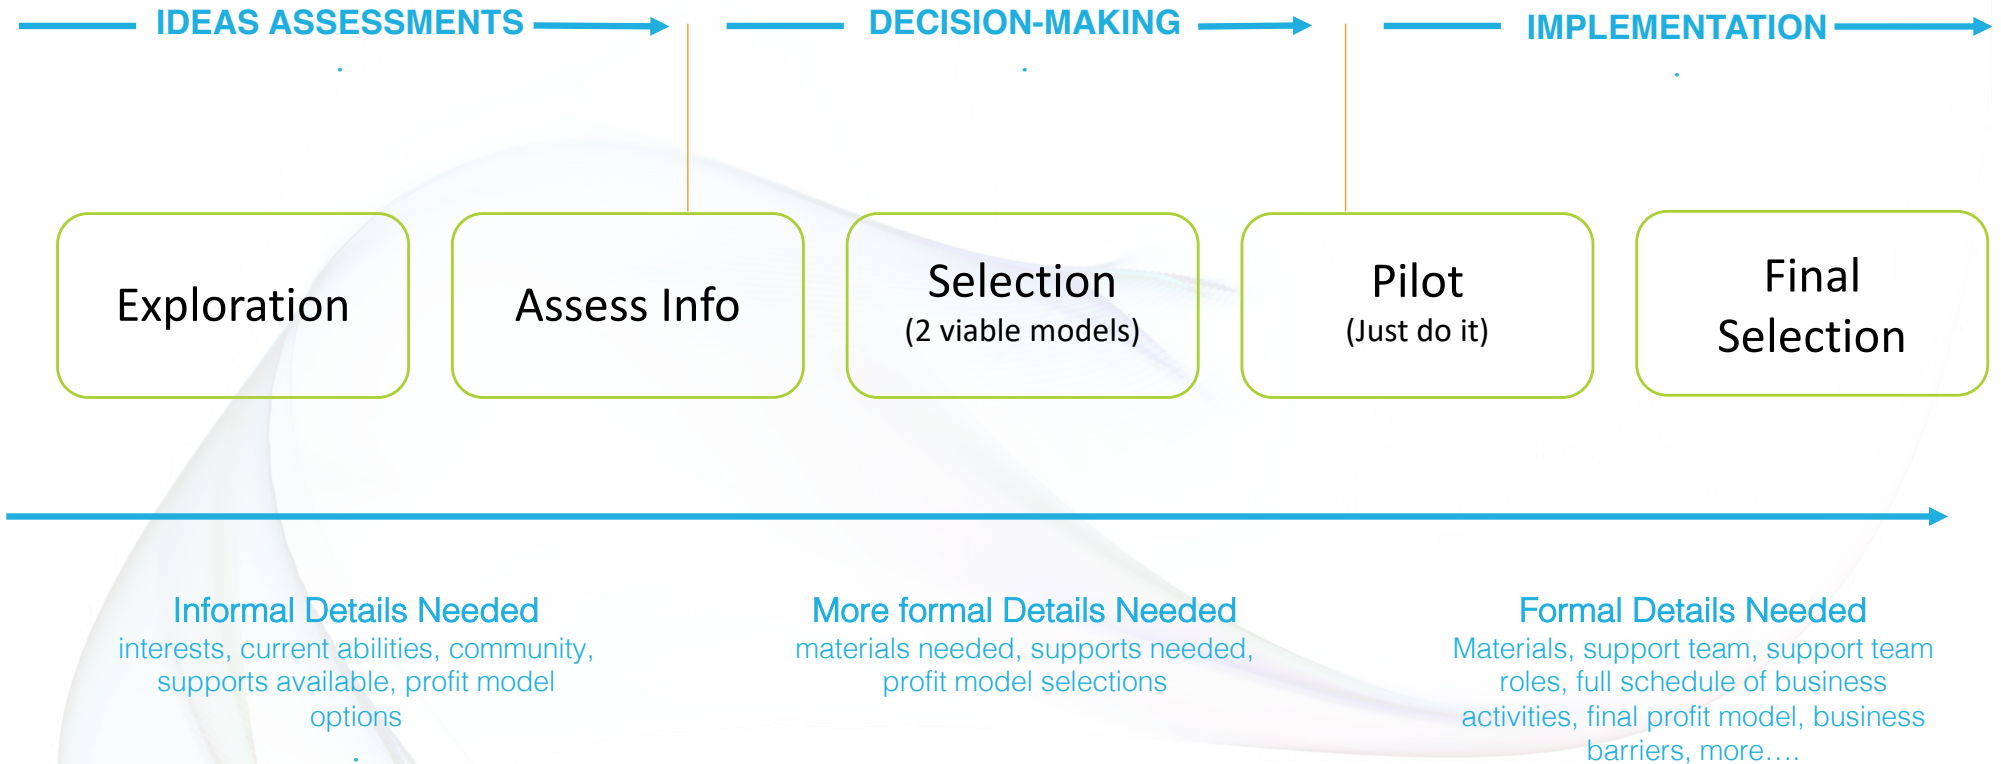 IDEAS ASSESSMENTS
DECISION-MAKING
IMPLEMENTATION
.
.
.
Exploration
Assess Info
Selection
(2 viable models)
Pilot
(Just do it)
Final
Selection
Informal Details Needed
interests, current abilities, community,
supports available, profit model
options
.
More formal Details Needed
materials needed, supports needed,
profit model selections
Formal Details Needed
Materials, support team, support team
roles, full schedule of business
activities, final profit model, business
barriers, more....